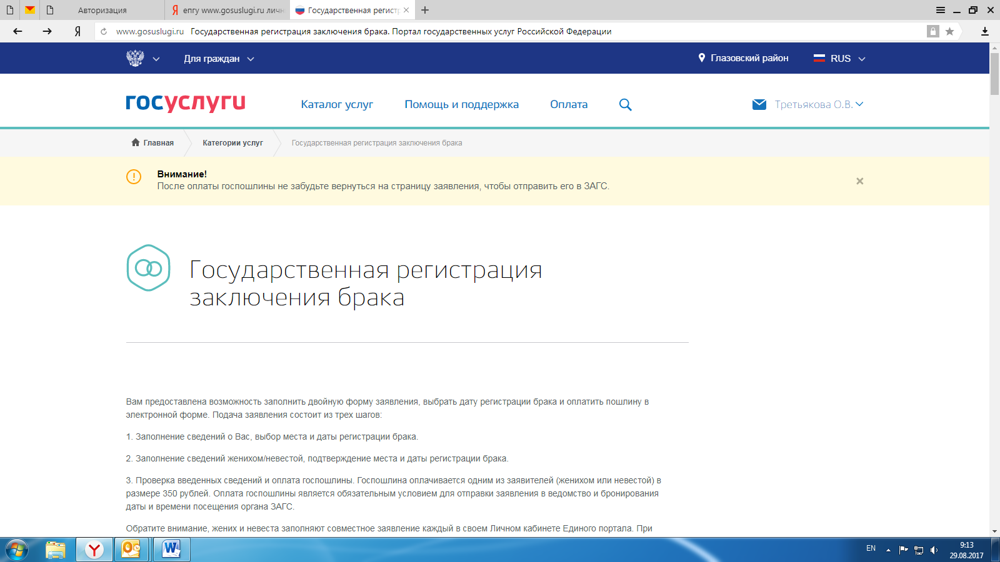 Авторизация
епгу www.gosuslugi.ru личн
Государственная регистр
www.gosuslugi.ru Государственная регистрация заключения брака. Портал государственных услуг Российской Федерации
Для граждан
Глазовский район
RUS
госуслуги
Каталог услуг
Помощь и поддержка
Оплата
Третьякова О.В.
Главная
Категории услуг
Государственная регистрация заключения брака
Внимание!
После оплаты госпошлины не забудьте вернуться на страницу заявления, чтобы отправить его в ЗАГС.
Государственная регистрация
заключения брака
Вам предоставлена возможность заполнить двойную форму заявления, выбрать дату регистрации брака и оплатить пошлину в
электронной форме. Подача заявления состоит из трех шагов:
1. Заполнение сведений о Вас, выбор места и даты регистрации брака.
2. Заполнение сведений женихом/невестой, подтверждение места и даты регистрации брака.
3. Проверка введенных сведений и оплата госпошлины. Госпошлина оплачивается одним из заявителей (женихом или невестой) в
размере 350 рублей. Оплата госпошлины является обязательным условием для отправки заявления в ведомство и бронирования
даты и времени посещения органа ЗАГС.
Обратите внимание, жених и невеста заполняют совместное заявление каждый в своем Личном кабинете Единого портала. При
EN
9:13
29.08.2017